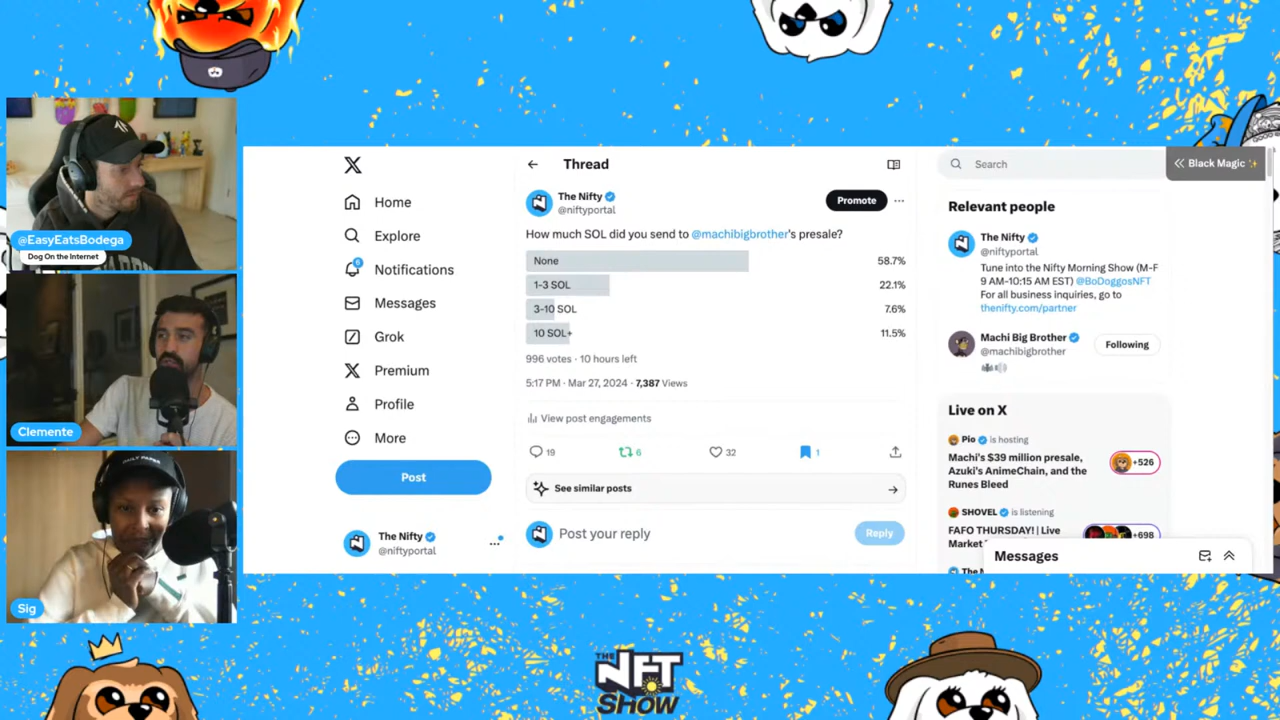 @EasyEatsBodega
Dog On the Internet
Clemente
DAILY PAPER
Sig
Home
Explore
6
Notifications
Messages
Grok
Premium
Profile
More
Post
The Nifty
@niftyportal
Thread
The Nifty
@niftyportal
Promote
How much SOL did you send to @machibigbrother's presale?
None 58.7%
1-3 SOL 22.1%
3-10 SOL 7.6%
10 SOL+ 11.5%
996 votes · 10 hours left
5:17 PM · Mar 27, 2024 · 7,387 Views
View post engagements
19 6 32 1
See similar posts
Post your reply
Reply
Search
Black Magic
Relevant people
The Nifty
@niftyportal
Tune into the Nifty Morning Show (M-F
9 AM-10:15 AM EST) @BoDoggosNFT
For all business inquiries, go to
thenifty.com/partner
Machi Big Brother
@machibigbrother
Following
Live on X
Pio is hosting
Machi's $39 million presale,
Azuki's AnimeChain, and the
Runes Bleed
+526
SHOVEL is listening
FAFO THURSDAY! | Live
Market
+698
Messages
THE
NFT
SHOW